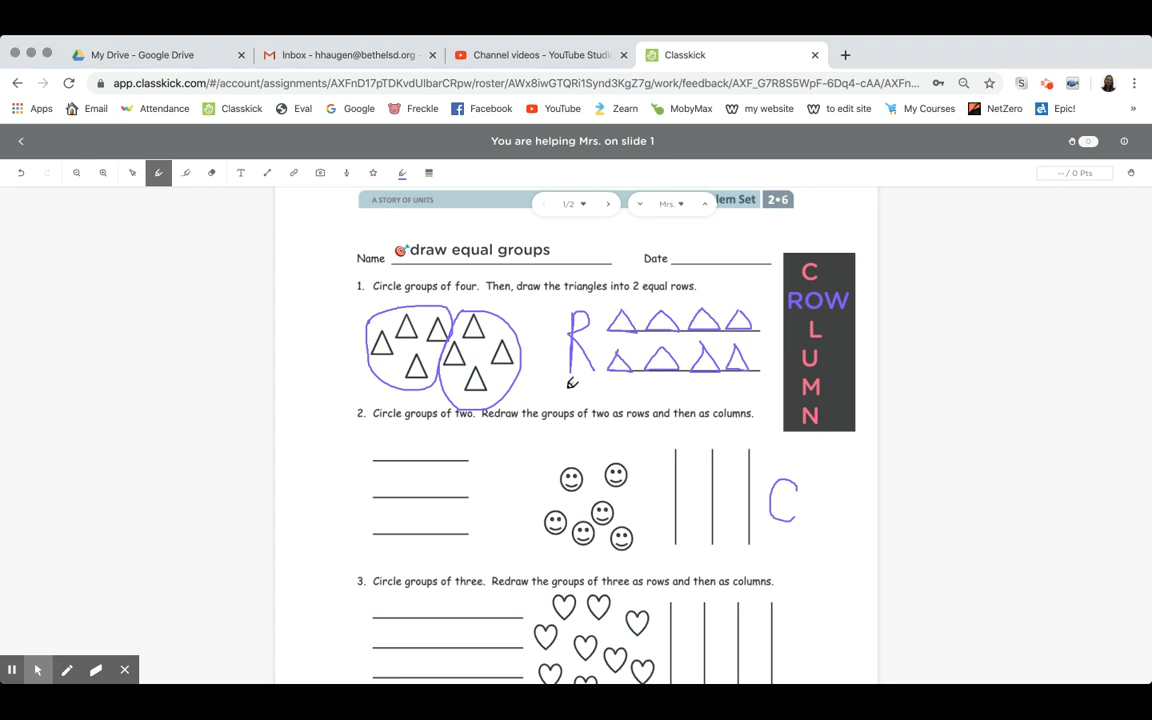 My Drive - Google Drive
Inbox - hhaugen@bethelsd.org -
Channel videos - YouTube Studi
Classkick
app.classkick.com/#/account/assignments/AXFnD17pTDKvdUlbarCRpw/roster/AWx8iwGTQRi1Synd3KgZ7g/work/feedback/AXF_G7R8S5WpF-6Dq4-cAA/AXFn...
Apps Email Attendance Classkick Eval Google Freckle Facebook YouTube Zearn MobyMax my website to edit site My Courses NetZero Epic! »
You are helping Mrs. on slide 1
0
T
-- / 0 Pts
A STORY OF UNITS
1/2
Mrs.
lem Set 2•6
Name draw equal groups Date
1. Circle groups of four. Then, draw the triangles into 2 equal rows.
R
C
ROW
L
U
M
N
2. Circle groups of two. Redraw the groups of two as rows and then as columns.
C
3. Circle groups of three. Redraw the groups of three as rows and then as columns.